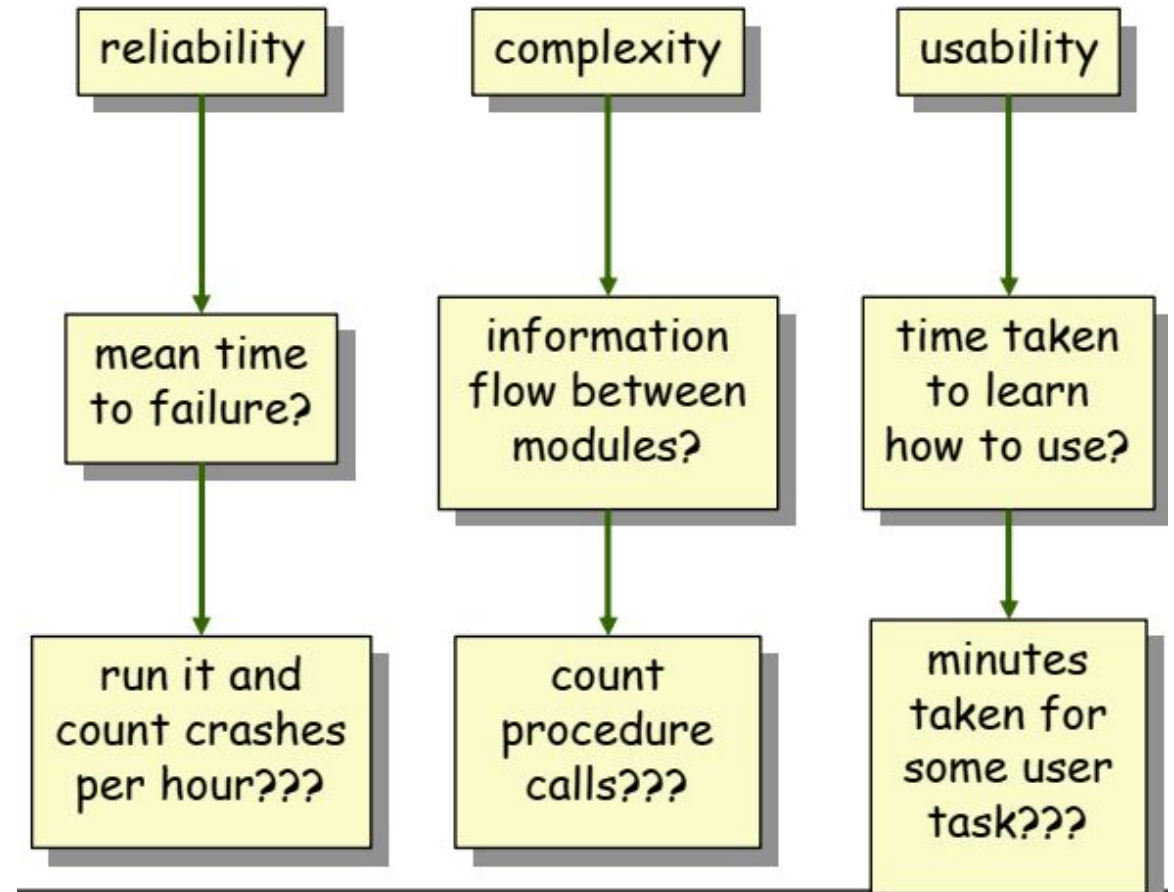 reliability
complexity
usability
mean time
to failure?
information
flow between
modules?
time taken
to learn
how to use?
run it and
count crashes
per hour???
count
procedure
calls???
minutes
taken for
some user
task???